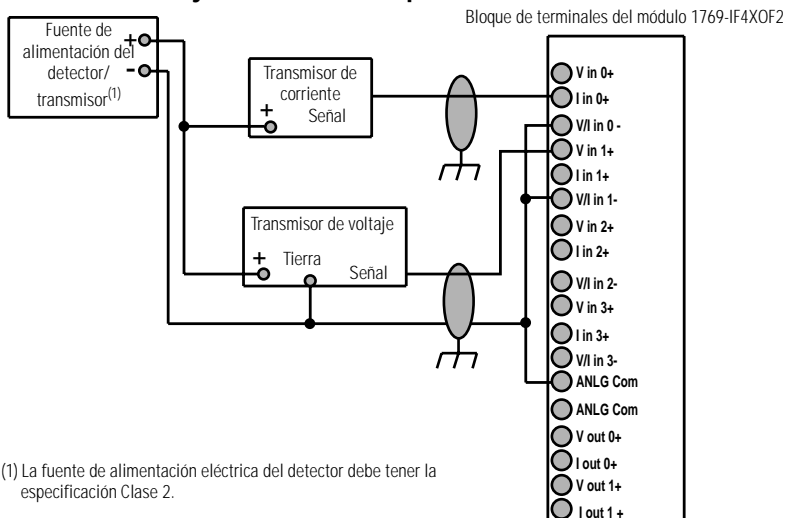 Bloque de terminales del módulo 1769-IF4XOF2
Fuente de
alimentación del
detector/
transmisor(1)
+
-
Transmisor de
corriente
+
Señal
Transmisor de voltaje
+
Tierra
Señal
V in 0+
I in 0+
V/I in 0 -
V in 1+
I in 1+
V/I in 1-
V in 2+
I in 2+
V/I in 2-
V in 3+
I in 3+
V/I in 3-
ANLG Com
ANLG Com
V out 0+
I out 0+
V out 1+
I out 1 +
(1) La fuente de alimentación eléctrica del detector debe tener la
especificación Clase 2.